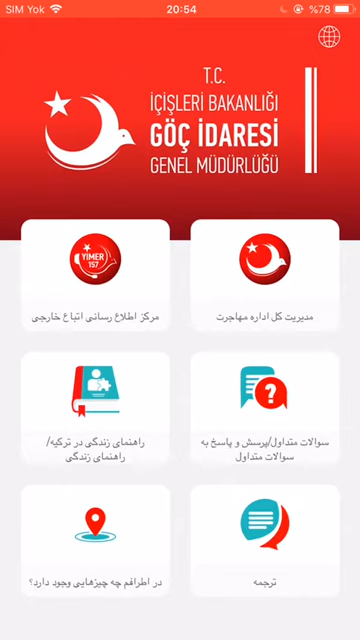 SIM Yok
20:54
%78
T.C.
İÇİŞLERİ BAKANLIĞI
GÖÇ İDARESİ
GENEL MÜDÜRLÜĞÜ
YİMER
157
مدیریت کل اداره مهاجرت
مرکز اطلاع رسانی اتباع خارجی
سوالات متداول/پرسش و پاسخ به
سوالات متداول
راهنمای زندگی در ترکیه/
راهنمای زندگی
ترجمه
در اطرافم چه چیزهایی وجود دارد؟